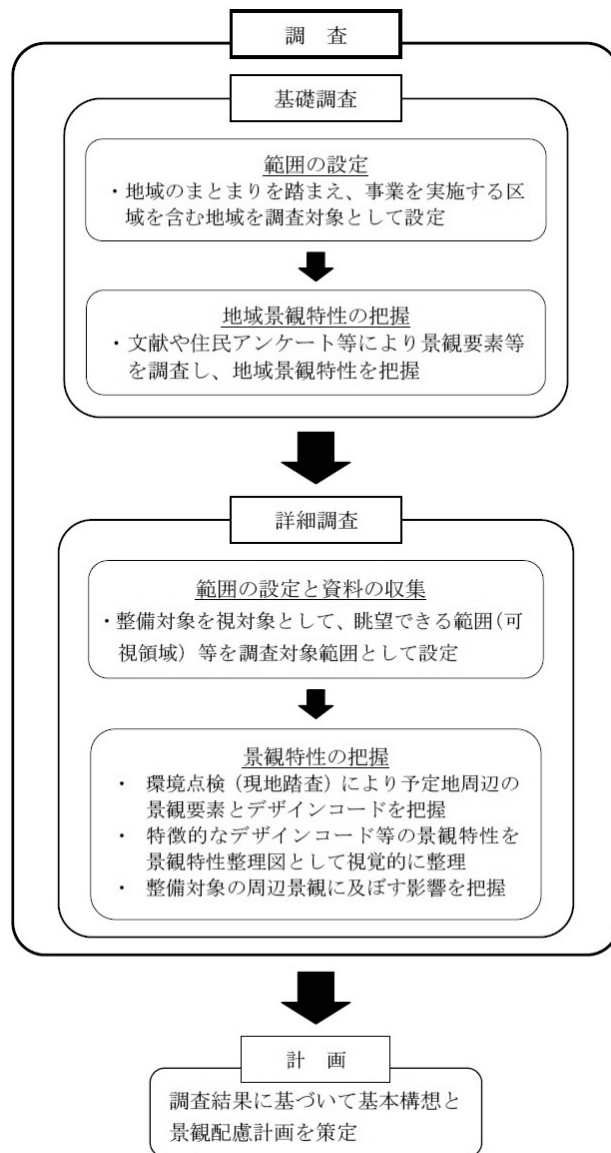 調　査
基礎調査
範囲の設定
・地域のまとまりを踏まえ、事業を実施する区
域を含む地域を調査対象として設定
地域景観特性の把握
・文献や住民アンケート等により景観要素等
を調査し、地域景観特性を把握
詳細調査
範囲の設定と資料の収集
・整備対象を視対象として、眺望できる範囲（可
視領域）等を調査対象範囲として設定
景観特性の把握
・　環境点検（現地踏査）により予定地周辺の
景観要素とデザインコードを把握
・　特徴的なデザインコード等の景観特性を
景観特性整理図として視覚的に整理
・　整備対象の周辺景観に及ぼす影響を把握
計　画
調査結果に基づいて基本構想と
景観配慮計画を策定